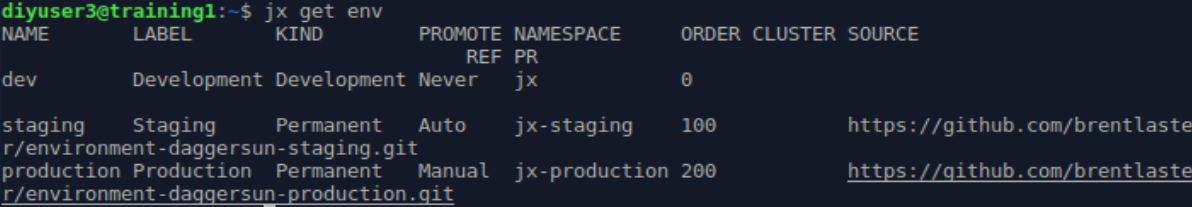 diyuser3@training1:~$ jx get env
NAME       LABEL       KIND        PROMOTE NAMESPACE     ORDER CLUSTER SOURCE
                                       REF PR
dev        Development Development Never   jx            0
staging    Staging     Permanent   Auto    jx-staging    100           https://github.com/brentlaste
r/environment-daggersun-staging.git
production Production  Permanent   Manual  jx-production 200           https://github.com/brentlaste
r/environment-daggersun-production.git